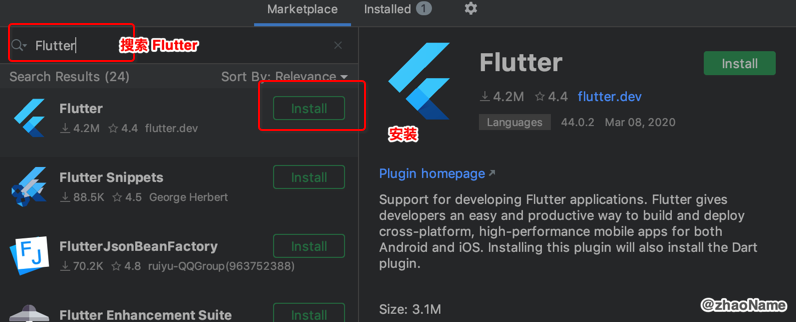 Marketplace Installed 1
Flutter 搜索 Flutter
Search Results (24) Sort By: Relevance
Flutter
4.2M 4.4 flutter.dev
Install
Flutter Snippets
88.5K 4.5 George Herbert
Install
FlutterJsonBeanFactory
70.2K 4.8 ruiyu-QQGroup(963752388)
Install
Flutter Enhancement Suite
Install
Flutter
Install
4.2M 4.4 flutter.dev
Languages 44.0.2 Mar 08, 2020
安装
Plugin homepage
Support for developing Flutter applications. Flutter gives
developers an easy and productive way to build and deploy
cross-platform, high-performance mobile apps for both
Android and iOS. Installing this plugin will also install the Dart
plugin.
Size: 3.1M
@zhaoName